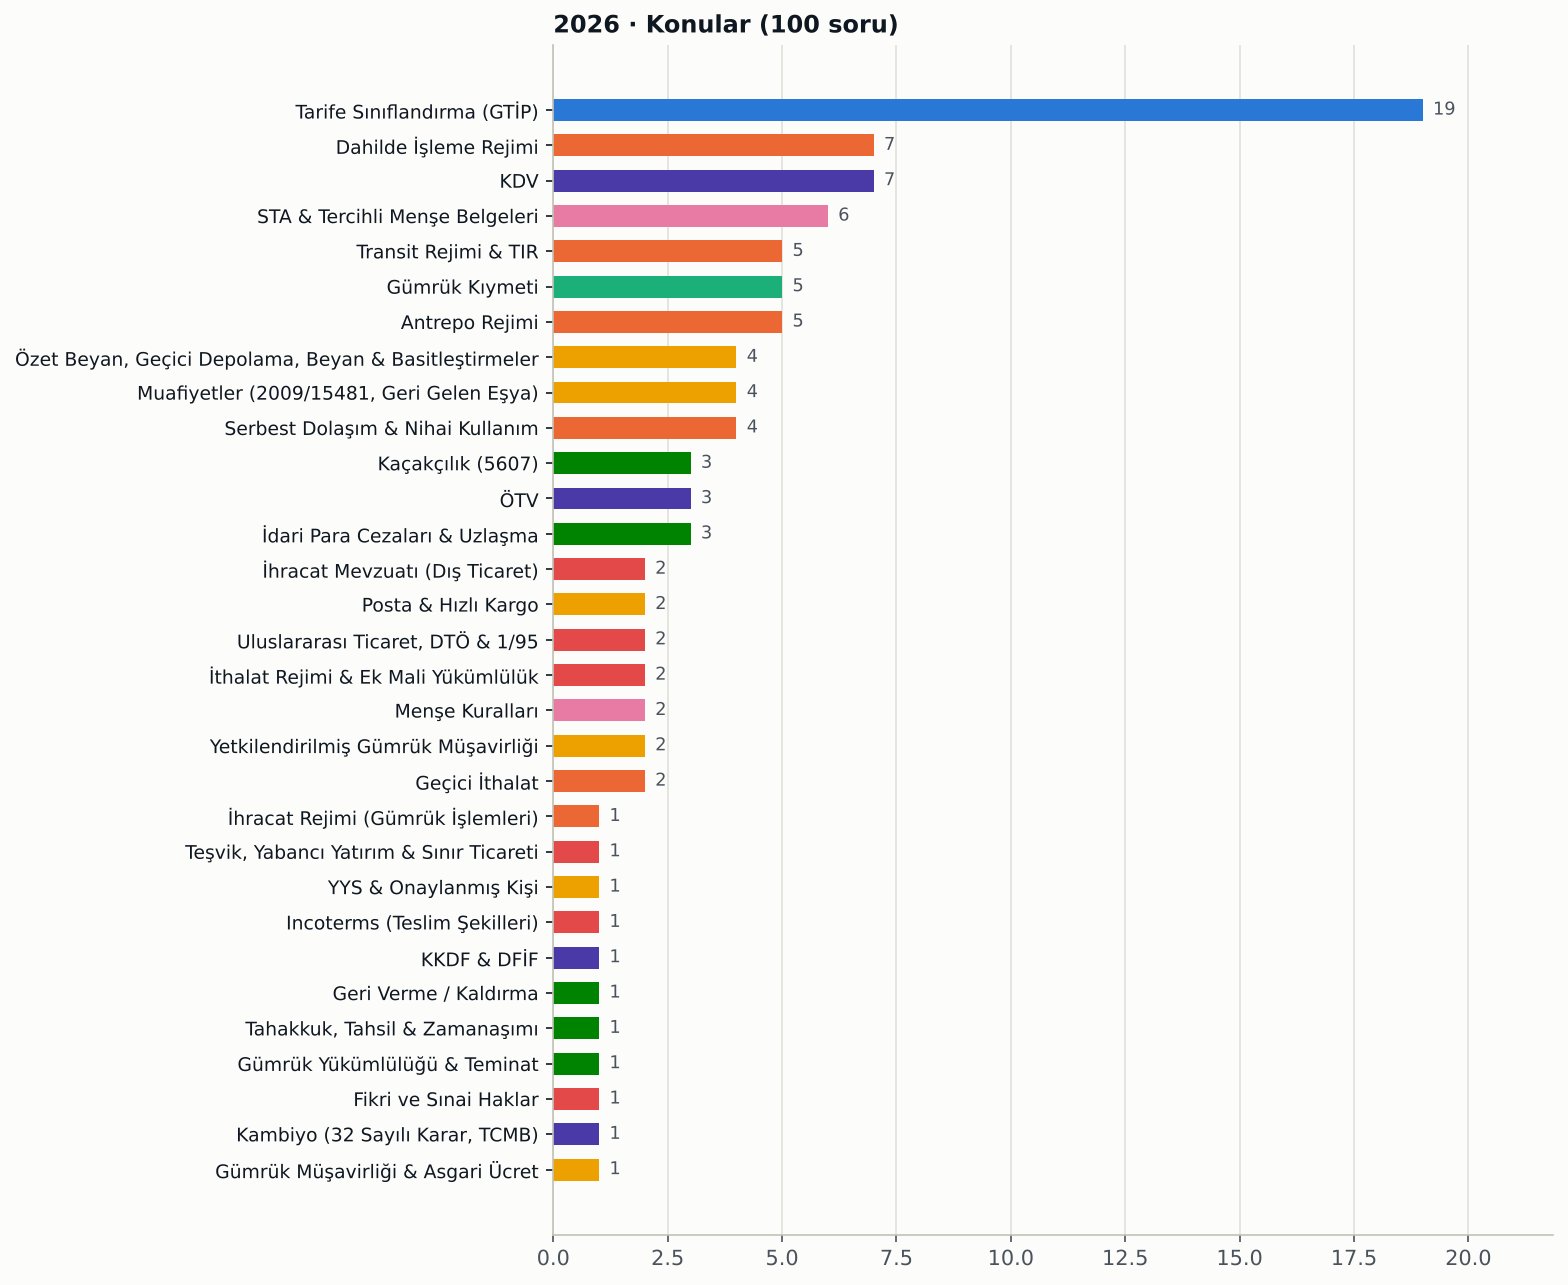 2026 · Konular (100 soru)
Tarife Sınıflandırma (GTİP) 19
Dahilde İşleme Rejimi 7
KDV 7
STA & Tercihli Menşe Belgeleri 6
Transit Rejimi & TIR 5
Gümrük Kıymeti 5
Antrepo Rejimi 5
Özet Beyan, Geçici Depolama, Beyan & Basitleştirmeler 4
Muafiyetler (2009/15481, Geri Gelen Eşya) 4
Serbest Dolaşım & Nihai Kullanım 4
Kaçakçılık (5607) 3
ÖTV 3
İdari Para Cezaları & Uzlaşma 3
İhracat Mevzuatı (Dış Ticaret) 2
Posta & Hızlı Kargo 2
Uluslararası Ticaret, DTÖ & 1/95 2
İthalat Rejimi & Ek Mali Yükümlülük 2
Menşe Kuralları 2
Yetkilendirilmiş Gümrük Müşavirliği 2
Geçici İthalat 2
İhracat Rejimi (Gümrük İşlemleri) 1
Teşvik, Yabancı Yatırım & Sınır Ticareti 1
YYS & Onaylanmış Kişi 1
Incoterms (Teslim Şekilleri) 1
KKDF & DFİF 1
Geri Verme / Kaldırma 1
Tahakkuk, Tahsil & Zamanaşımı 1
Gümrük Yükümlülüğü & Teminat 1
Fikri ve Sınai Haklar 1
Kambiyo (32 Sayılı Karar, TCMB) 1
Gümrük Müşavirliği & Asgari Ücret 1
0.0 2.5 5.0 7.5 10.0 12.5 15.0 17.5 20.0